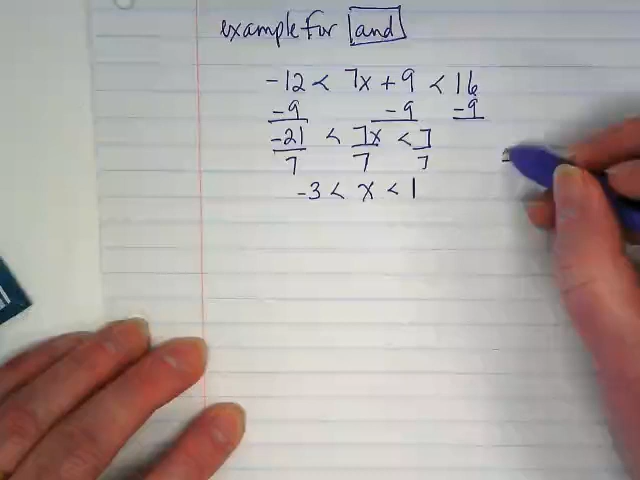 example for and
-12 < 7x + 9 < 16
-9 -9 -9
-21 < 7x < 7
7 7 7
-3 < x < 1